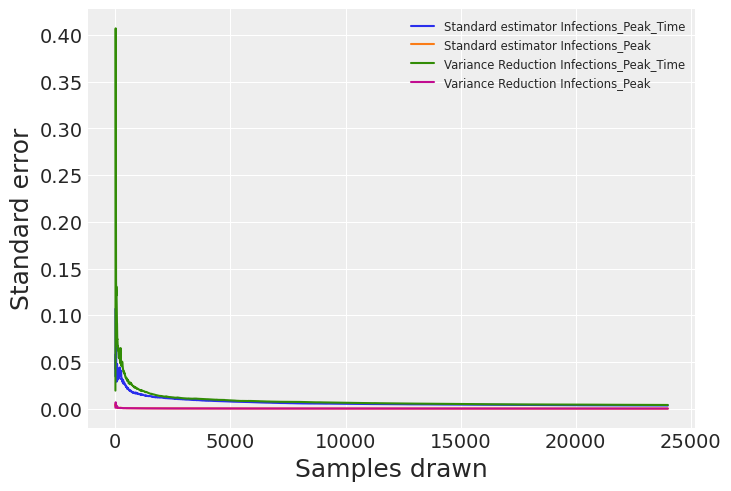 Standard estimator Infections_Peak_Time
Standard estimator Infections_Peak
Variance Reduction Infections_Peak_Time
Variance Reduction Infections_Peak
0.40
0.35
0.30
0.25
0.20
0.15
0.10
0.05
0.00
Standard error
0 5000 10000 15000 20000 25000
Samples drawn